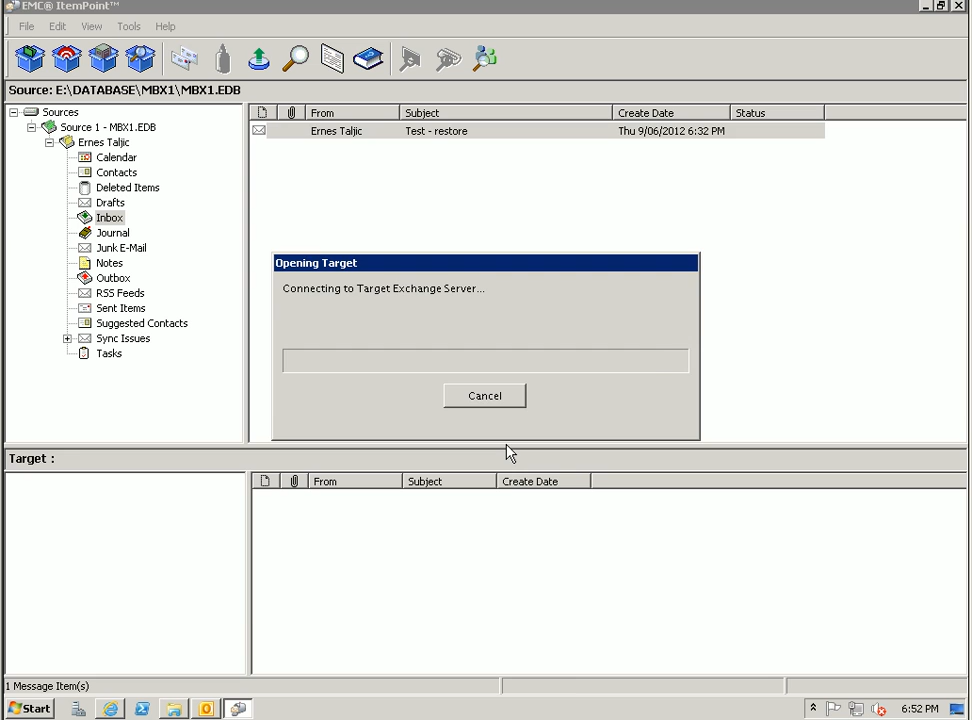 EMC® ItemPoint™
File Edit View Tools Help
Source: E:\DATABASE\MBX1\MBX1.EDB
Sources
Source 1 - MBX1.EDB
Ernes Taljic
Calendar
Contacts
Deleted Items
Drafts
Inbox
Journal
Junk E-Mail
Notes
Outbox
RSS Feeds
Sent Items
Suggested Contacts
Sync Issues
Tasks
From Subject Create Date Status
Ernes Taljic Test - restore Thu 9/06/2012 6:32 PM
Opening Target
Connecting to Target Exchange Server...
Cancel
Target :
From Subject Create Date
1 Message Item(s)
Start 6:52 PM